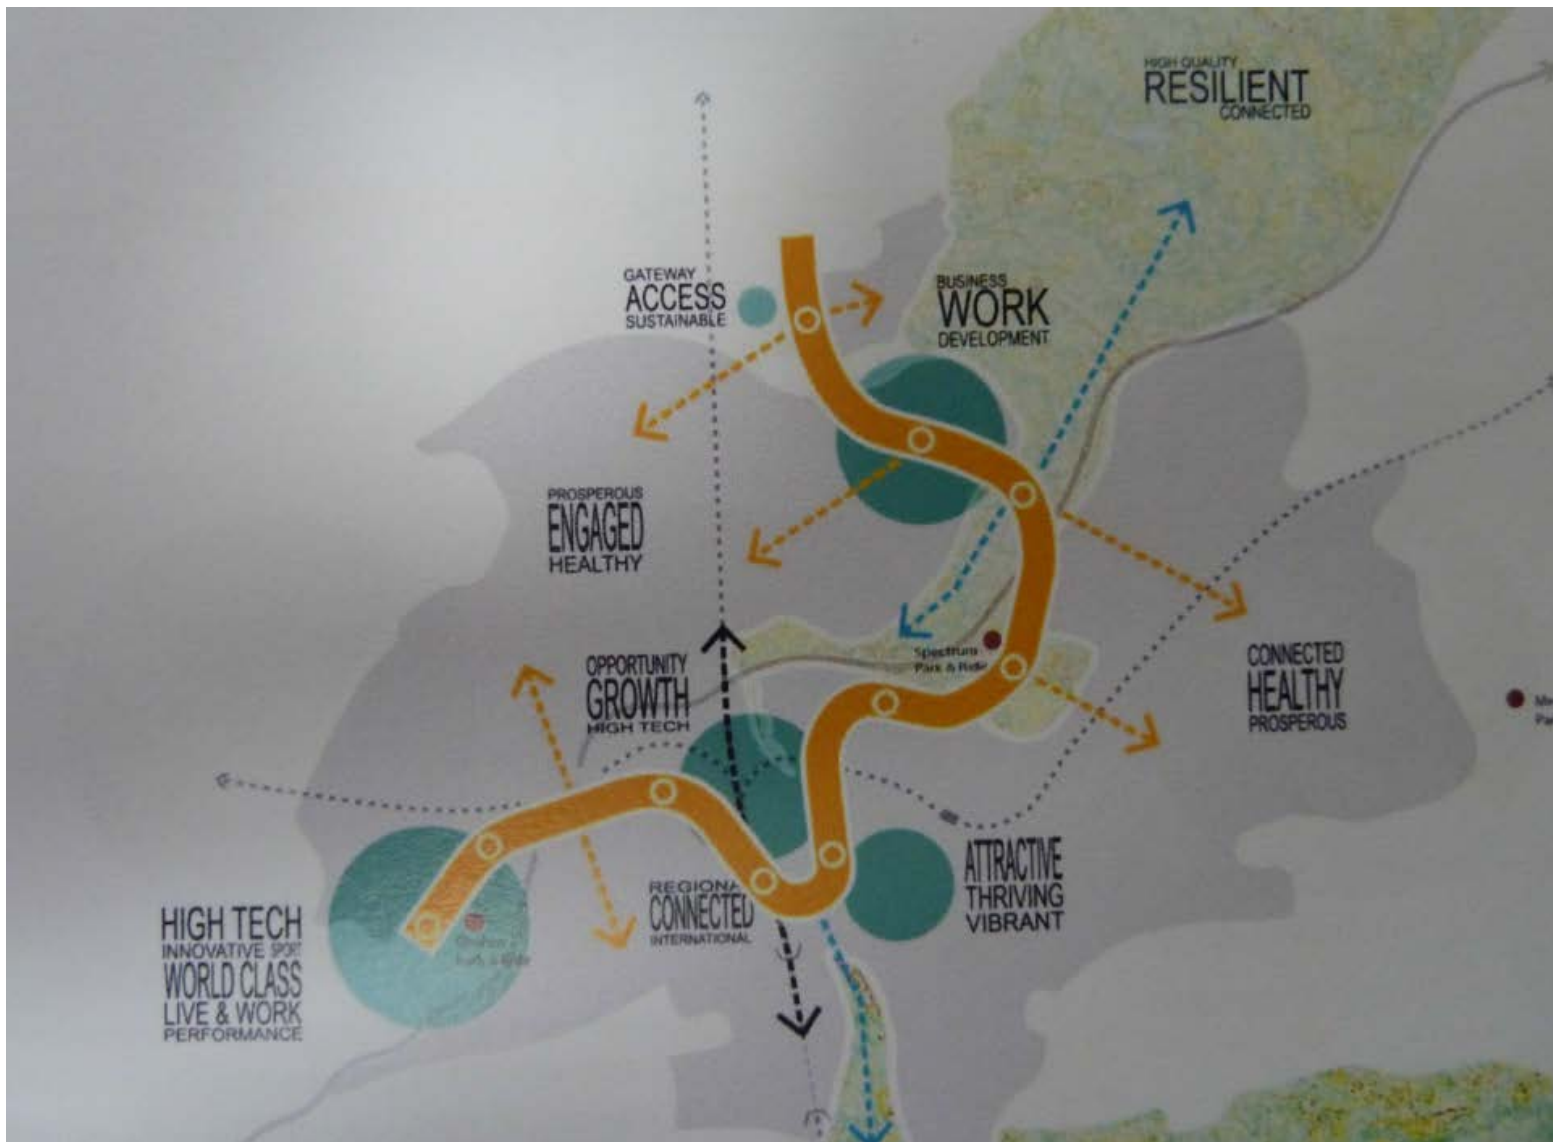 HIGH QUALITY
RESILIENT
CONNECTED
GATEWAY
ACCESS
SUSTAINABLE
BUSINESS
WORK
DEVELOPMENT
PROSPEROUS
ENGAGED
HEALTHY
OPPORTUNITY
GROWTH
HIGH TECH
Spectrum
Park & Ride
CONNECTED
HEALTHY
PROSPEROUS
ATTRACTIVE
THRIVING
VIBRANT
REGIONA
CONNECTED
INTERNATIONAL
HIGH TECH
INNOVATIVE SPORT
WORLD CLASS
LIVE & WORK
PERFORMANCE